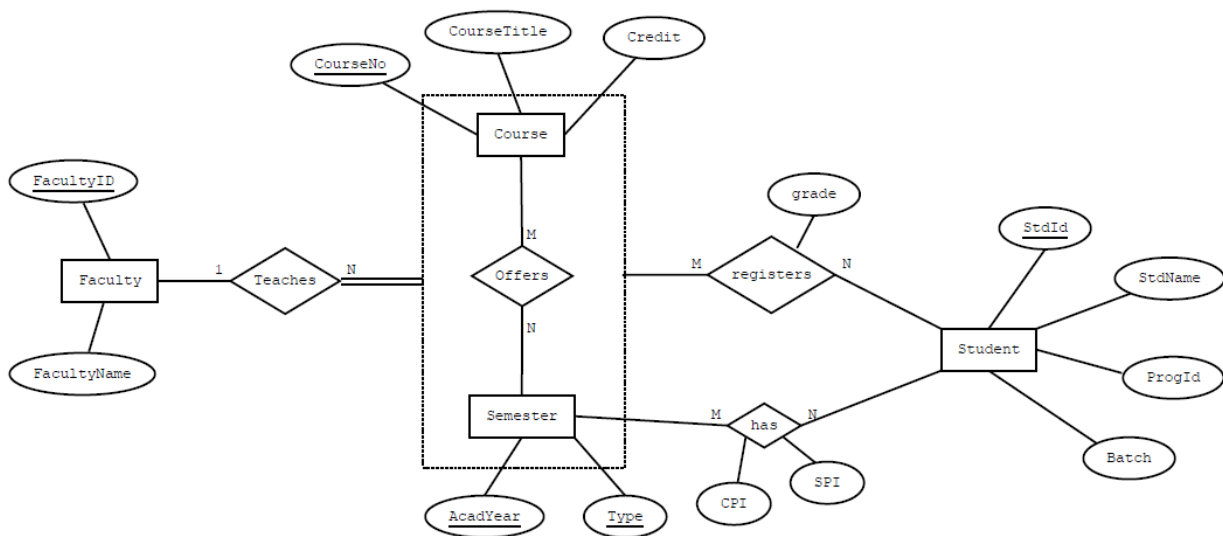 CourseTitle
Credit
CourseNo
Course
FacultyID
grade
StdId
M
Faculty
1
Teaches
N
Offers
M
registers
N
StdName
N
Student
FacultyName
ProgId
Semester
M
has
N
Batch
SPI
CPI
AcadYear
Type